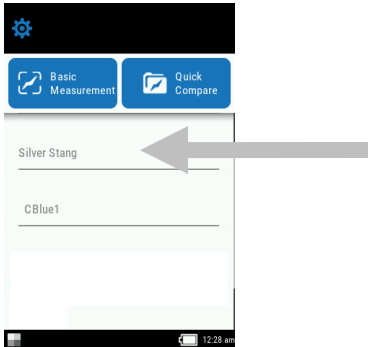 Basic
Measurement
Quick
Compare
Silver Stang
CBlue1
12:28 am